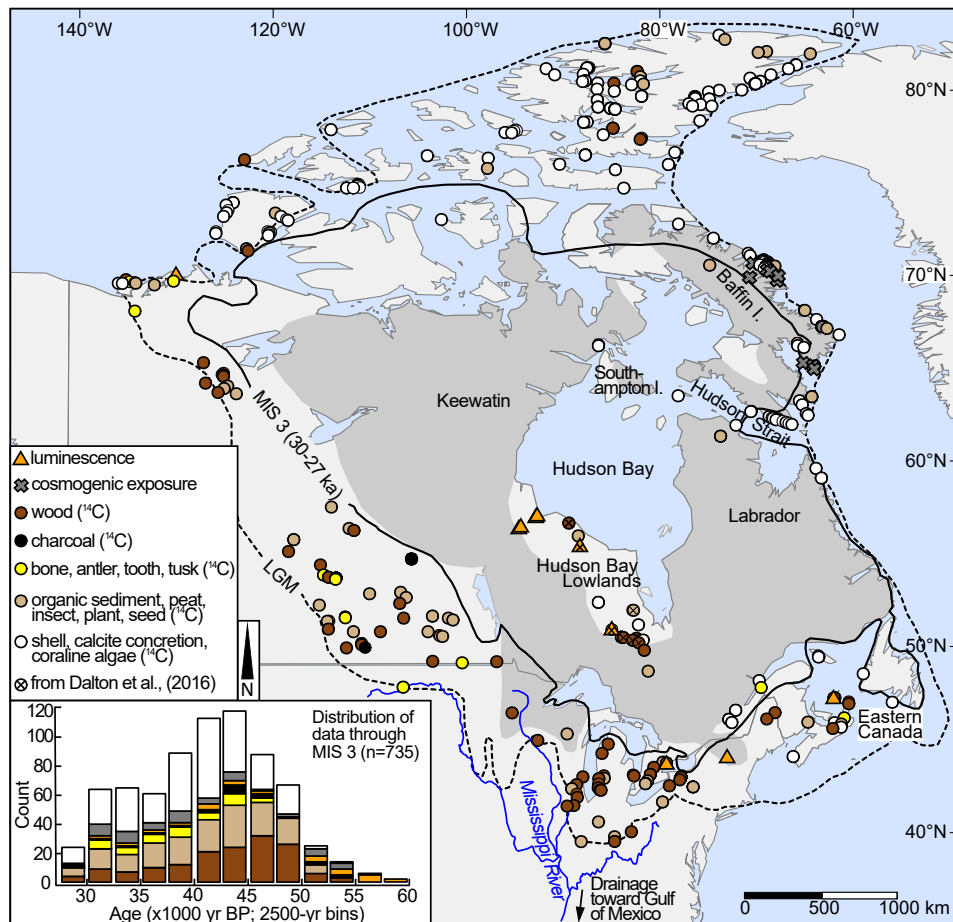 140°W
120°W
100°W
80°W
60°W
80°N
70°N
Baffin I.
South-
ampton I.
Keewatin
Hudson Strait
MIS 3 (30-27 ka)
60°N
Hudson Bay
Labrador
LGM
Hudson Bay
Lowlands
50°N
Eastern
Canada
40°N
Mississippi River
Drainage
toward Gulf
of Mexico
0 500 1000 km
luminescence
cosmogenic exposure
wood (¹⁴C)
charcoal (¹⁴C)
bone, antler, tooth, tusk (¹⁴C)
organic sediment, peat,
insect, plant, seed (¹⁴C)
shell, calcite concretion,
coraline algae (¹⁴C)
from Dalton et al., (2016)
N
Distribution of
data through
MIS 3 (n=735)
Count
120
100
80
60
40
20
0
30 35 40 45 50 55 60
Age (x1000 yr BP; 2500-yr bins)